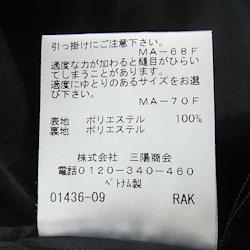 引っ掛けにご注意下さい。
MA-68F
過度な力が加わると縫目がひらい
てしまうことがあります。
適度にゆとりのあるサイズをお選
び下さい。
MA-70F
表地 ポリエステル 100%
裏地 ポリエステル
株式会社 三陽商会
電話0120-340-460
ベトナム製
01436-09 RAK